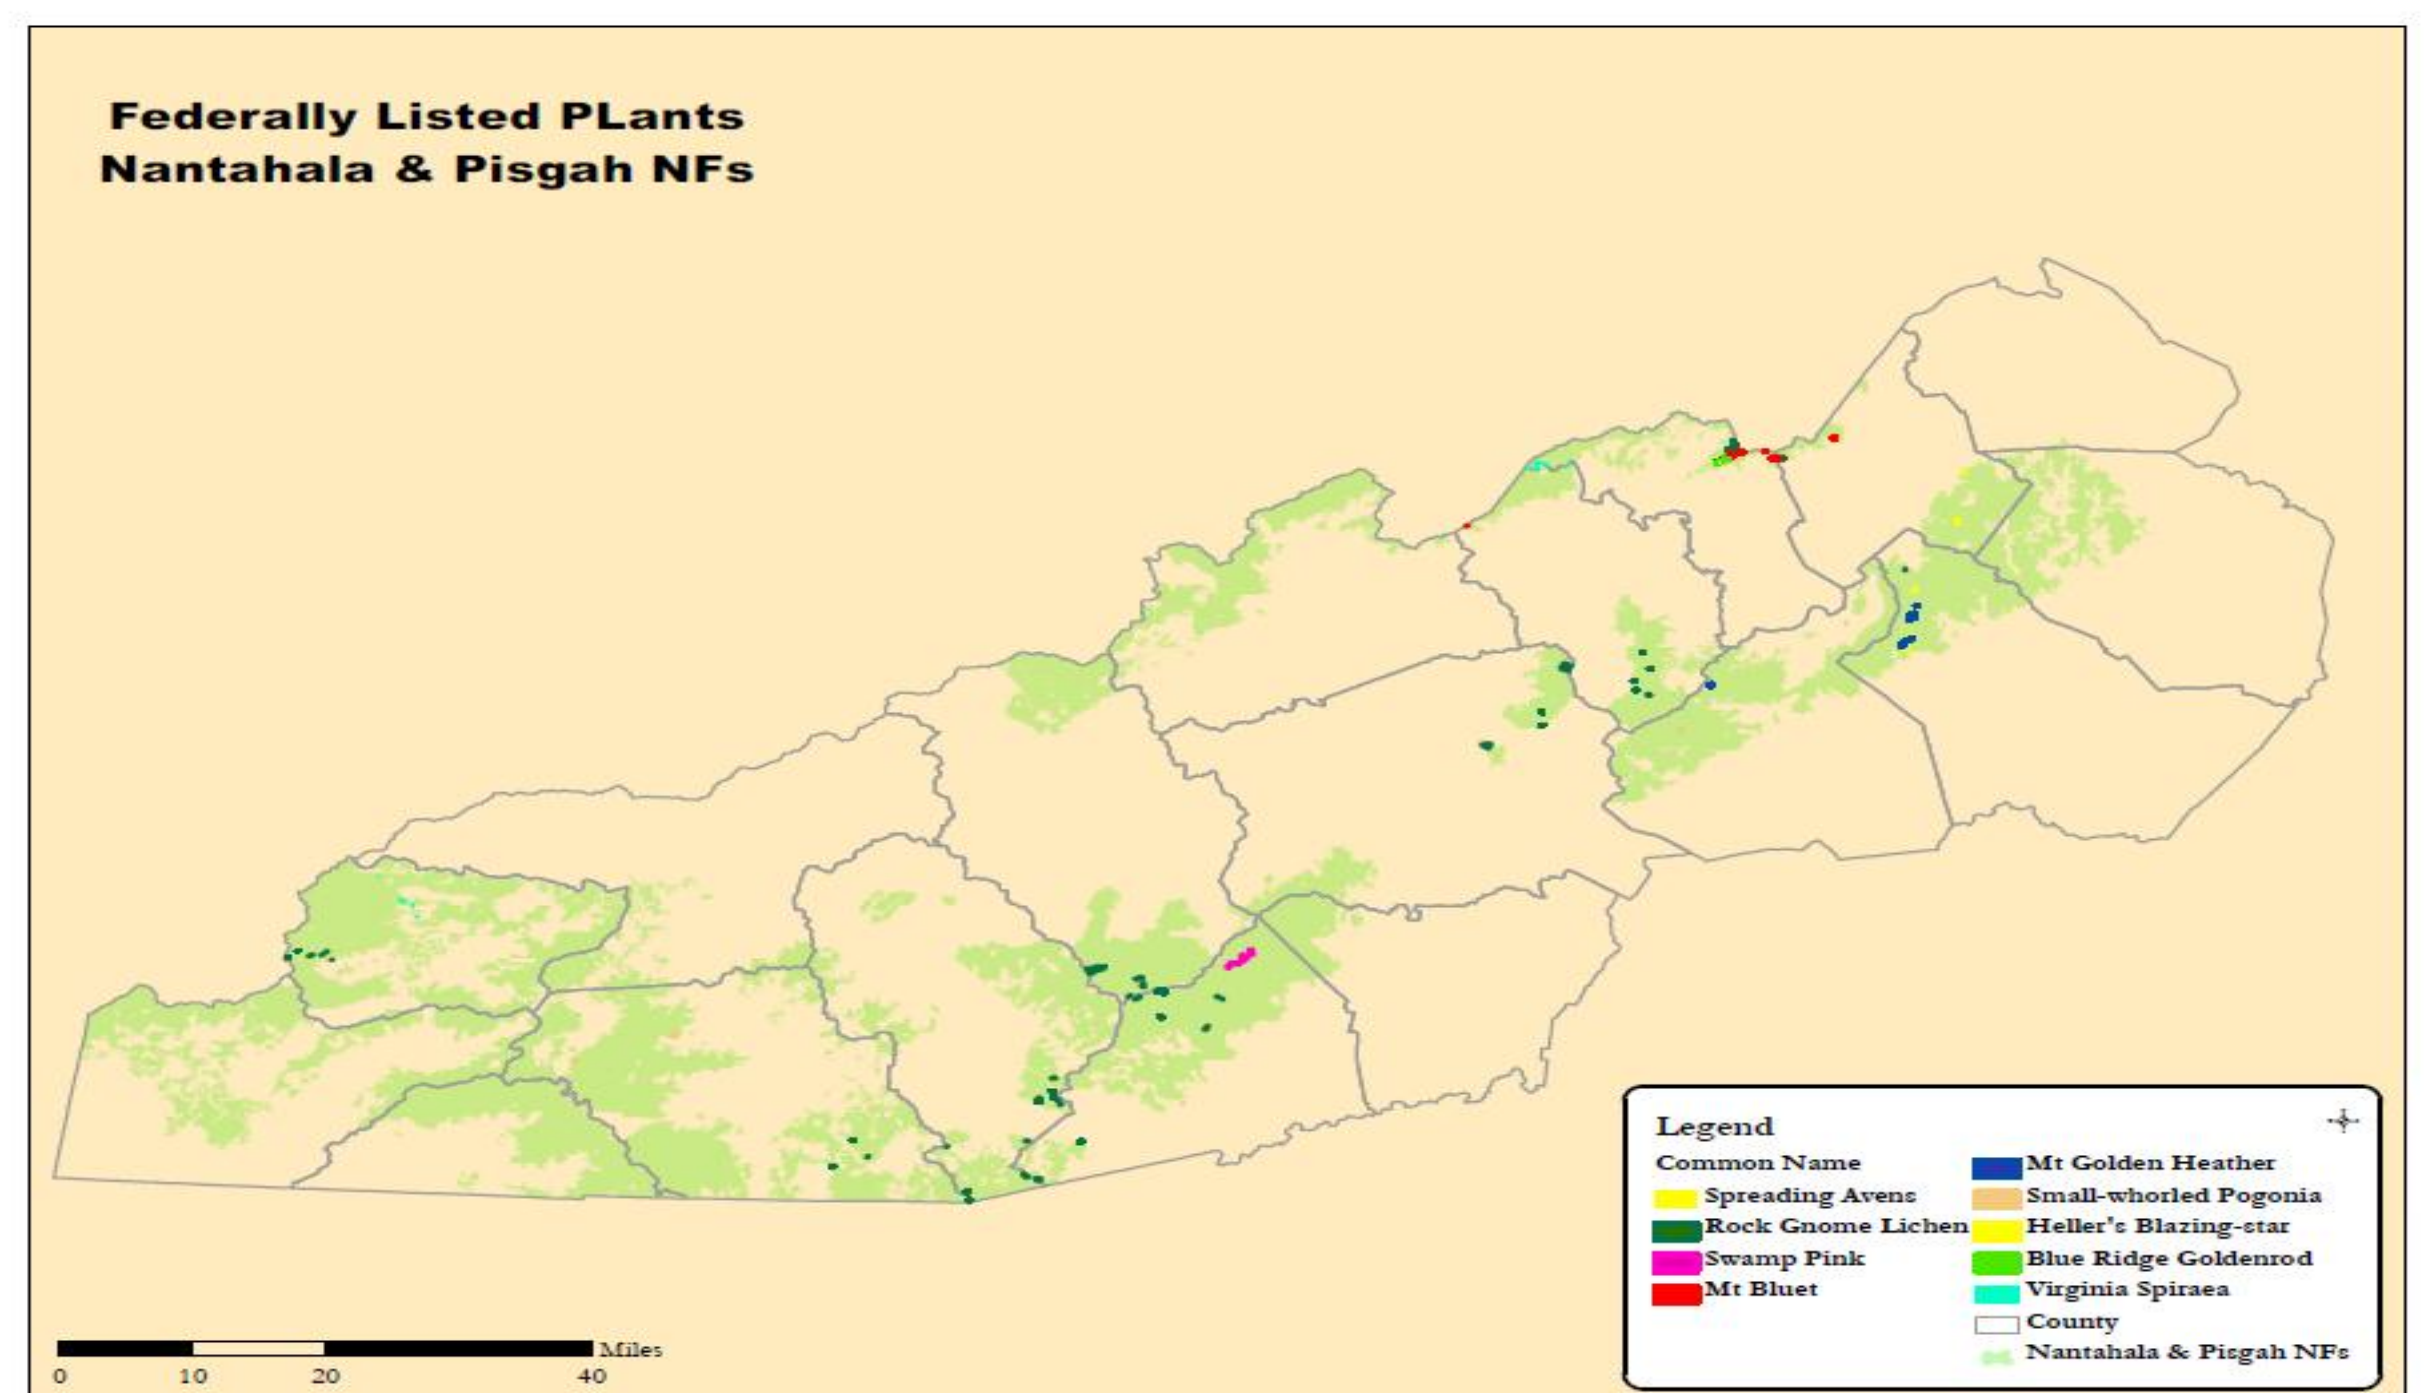 Federally Listed PLants
Nantahala & Pisgah NFs
Legend
Common Name
Spreading Avens
Rock Gnome Lichen
Swamp Pink
Mt Bluet
Mt Golden Heather
Small-whorled Pogonia
Heller's Blazing-star
Blue Ridge Goldenrod
Virginia Spiraea
County
Nantahala & Pisgah NFs
Miles
0 10 20 40